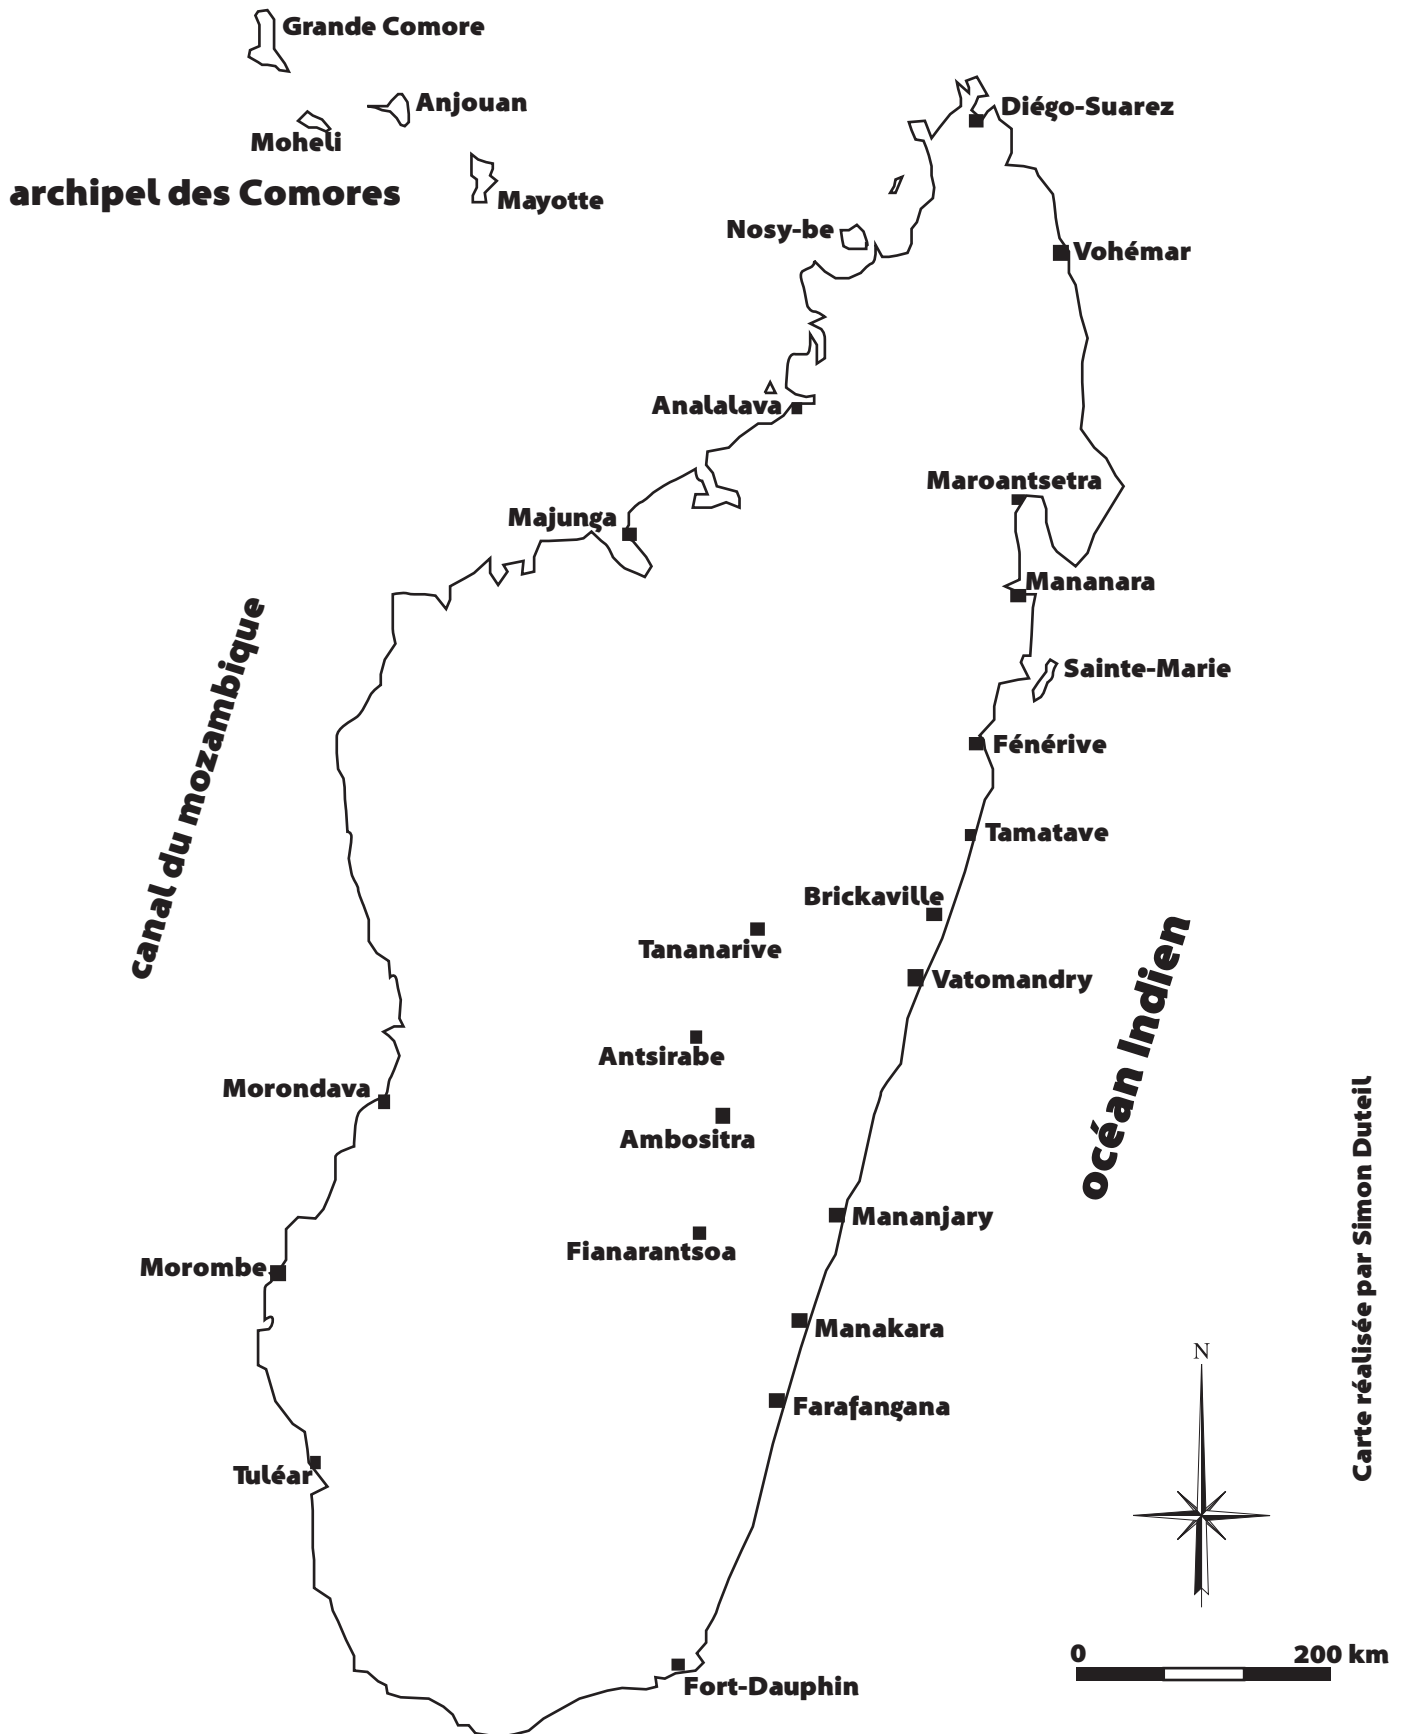 Grande Comore
Anjouan
Moheli
archipel des Comores
Mayotte
Diégo-Suarez
Nosy-be
Vohémar
Analalava
Maroantsetra
Majunga
Mananara
canal du mozambique
Sainte-Marie
Fénérive
Tamatave
Brickaville
Tananarive
Vatomandry
océan Indien
Antsirabe
Morondava
Ambositra
Mananjary
Fianarantsoa
Morombe
Manakara
Farafangana
Tuléar
Fort-Dauphin
Carte réalisée par Simon Duteil
N
0 200 km